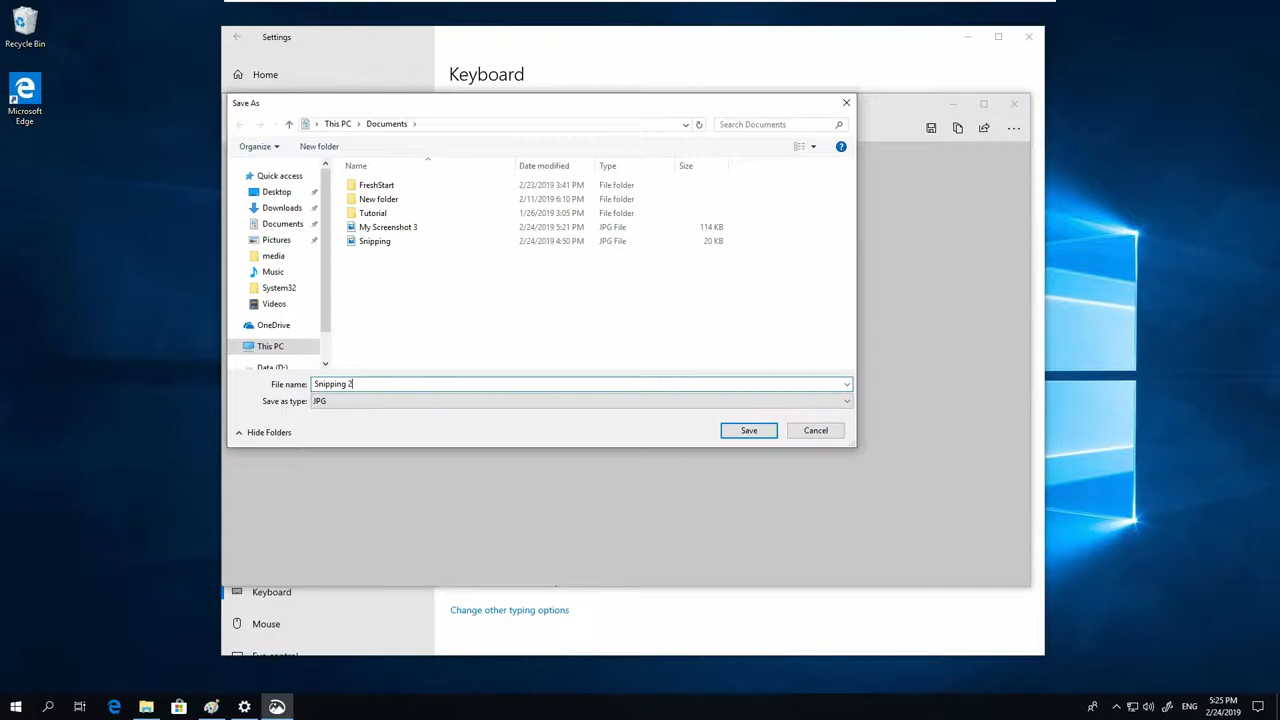 Recycle Bin
Microsoft
Edge
Settings
Home
Keyboard
Save As
This PC
Documents
Search Documents
Organize
New folder
Name
Date modified
Type
Size
Quick access
Desktop
Downloads
Documents
Pictures
media
Music
System32
Videos
OneDrive
This PC
Data (D:)
FreshStart 2/23/2019 3:41 PM File folder
New folder 2/11/2019 6:10 PM File folder
Tutorial 1/26/2019 3:05 PM File folder
My Screenshot 3 2/24/2019 5:21 PM JPG File 114 KB
Snipping 2/24/2019 4:50 PM JPG File 20 KB
File name: Snipping 2
Save as type: JPG
Hide Folders
Save
Cancel
Keyboard
Change other typing options
Mouse
Eye control
ENG
5:25 PM
2/24/2019